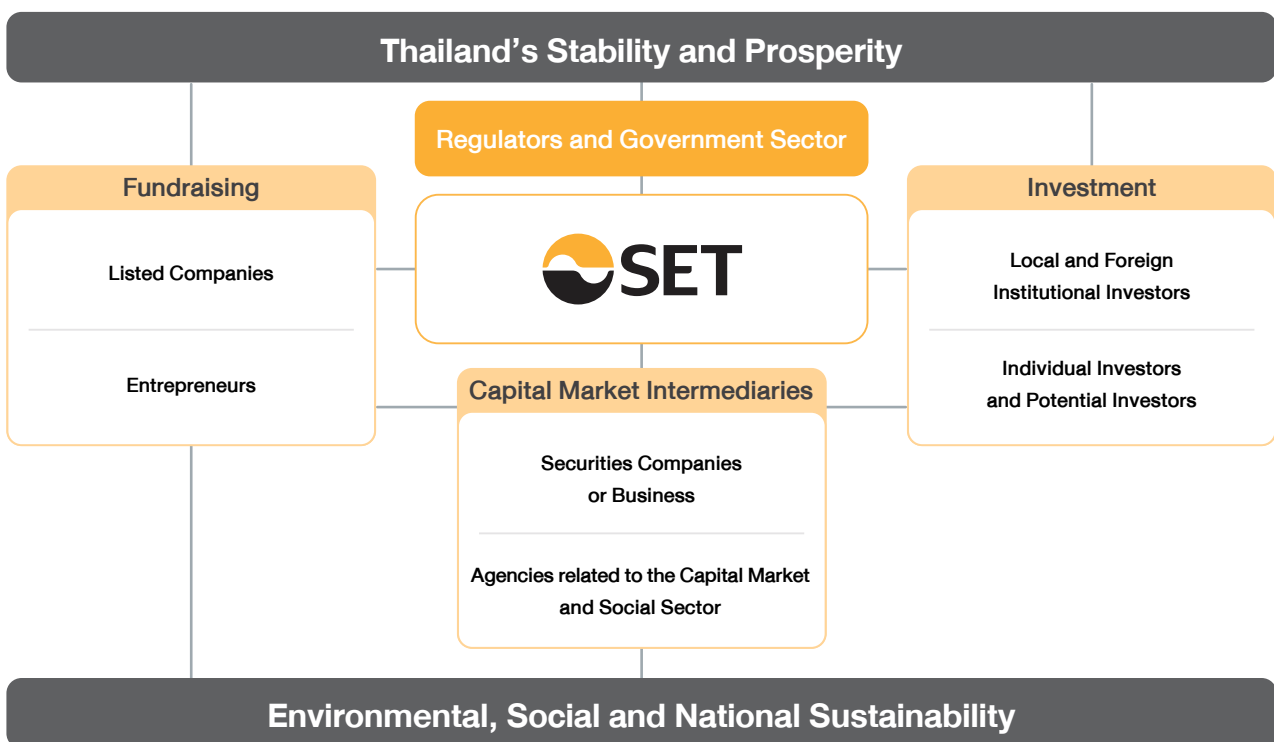 Thailand’s Stability and Prosperity
Regulators and Government Sector
Fundraising
Listed Companies
Entrepreneurs
SET
Investment
Local and Foreign
Institutional Investors
Individual Investors
and Potential Investors
Capital Market Intermediaries
Securities Companies
or Business
Agencies related to the Capital Market
and Social Sector
Environmental, Social and National Sustainability